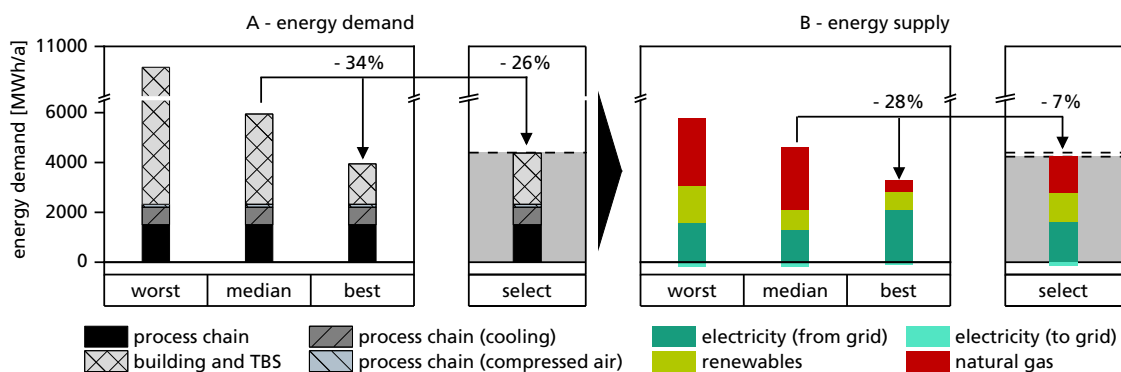 A - energy demand
B - energy supply
energy demand [MWh/a]
11000
6000
4000
2000
0
- 34%
- 26%
- 28%
- 7%
worst median best select
worst median best select
process chain
process chain (cooling)
building and TBS
process chain (compressed air)
electricity (from grid)
electricity (to grid)
renewables
natural gas